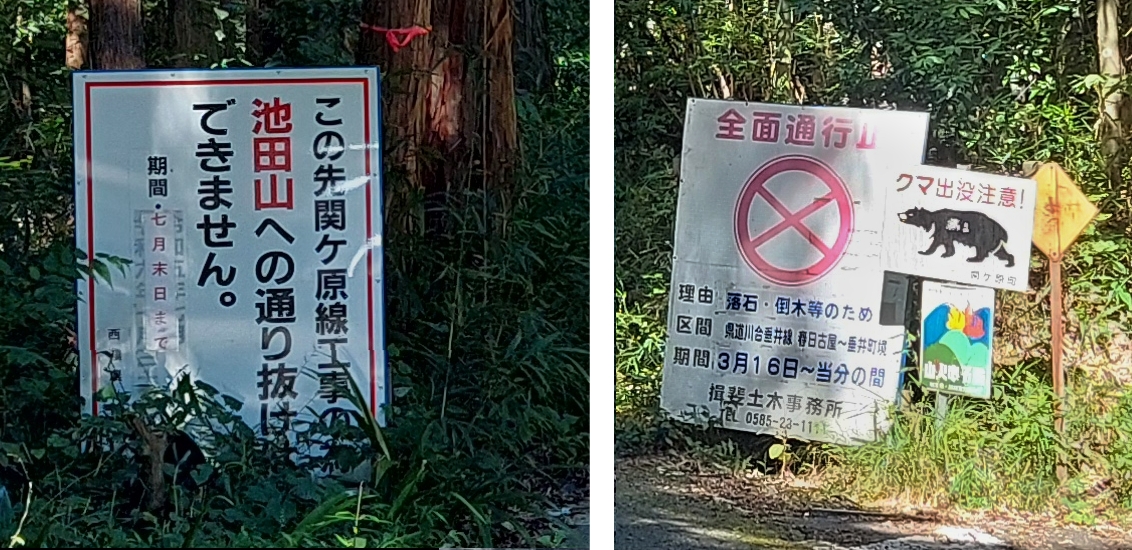 この先関ケ原線工事の
池田山への通り抜け
できません。
期間・七月末日まで
西
全面通行止
理由 落石・倒木等のため
区間 県道川合垂井線 春日古屋～垂井町境
期間 3月16日～当分の間
揖斐土木事務所
TEL 0585-23-111
クマ出没注意!
関ケ原町